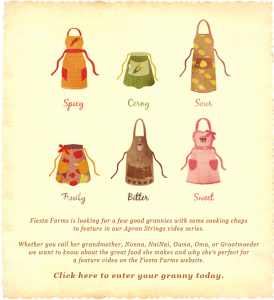 Spicy Corny Sour
Fruity Bitter Sweet
Fiesta Farms is looking for a few good grannies with some cooking chops
to feature in our Apron Strings video series.
Whether you call her grandmother, Nonna, NaiNai, Ouma, Oma, or Grootmoeder
we want to know about the great food she makes and why she's perfect for
a feature video on the Fiesta Farms website.
Click here to enter your granny today.